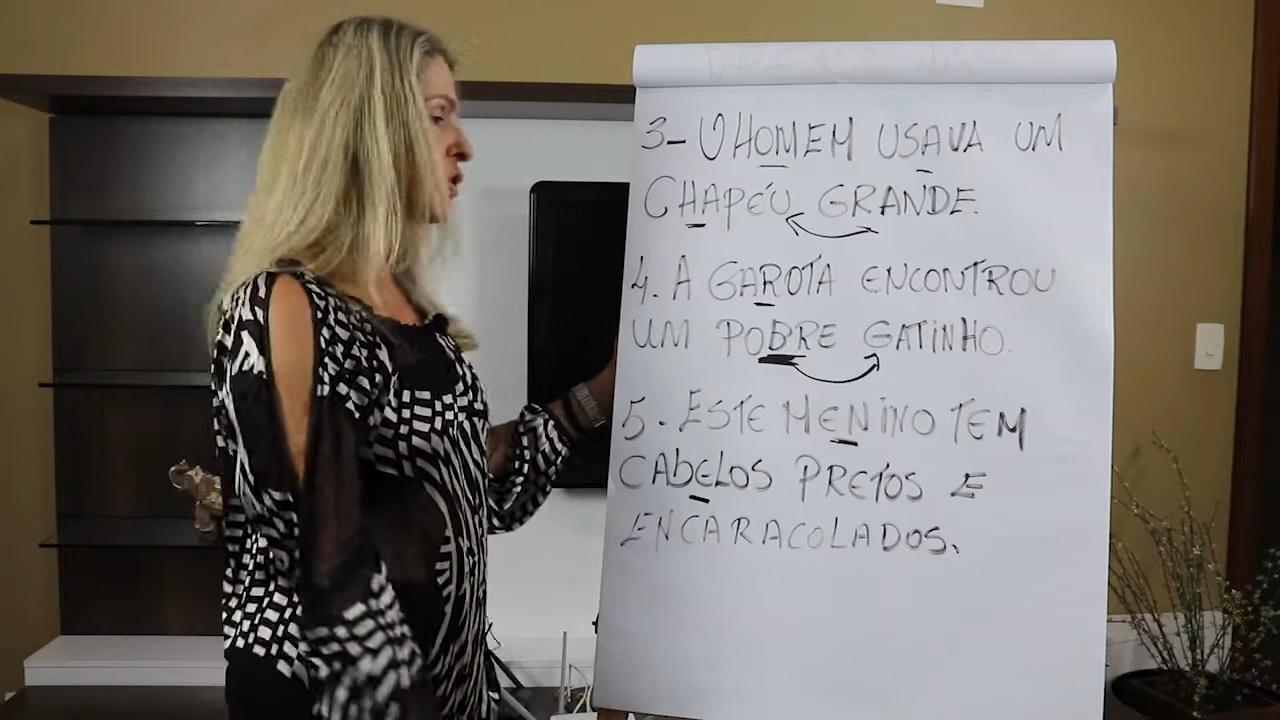 3- O HOMEM USAVA UM
CHAPÉU GRANDE.
4. A GAROTA ENCONTROU
UM POBRE GATINHO.
5. ESTE MENINO TEM
CABELOS PRETOS E
ENCARACOLADOS.